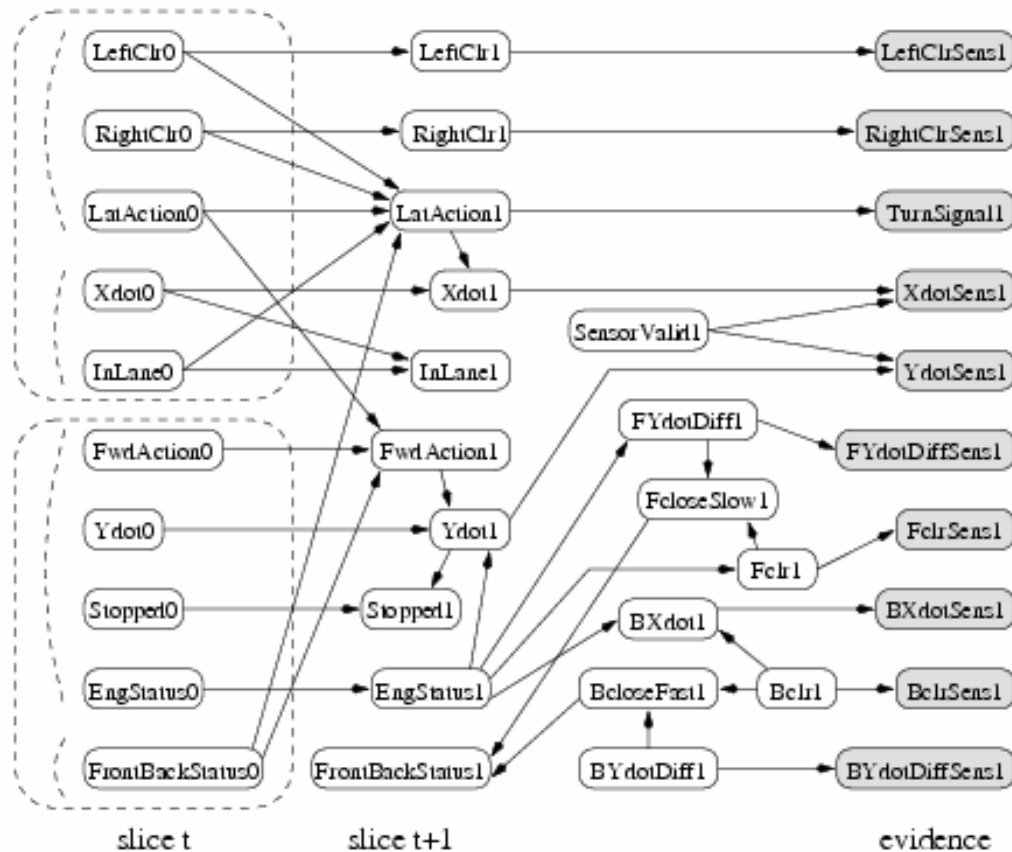 LeftClr0 LeftClr1 LeftClrSens1
RightClr0 RightClr1 RightClrSens1
LatAction0 LatAction1 TurnSignal1
Xdot0 Xdot1 XdotSens1
SensorValid1
InLane0 InLane1 YdotSens1
FYdotDiff1
FwdAction0 FwdAction1 FYdotDiffSens1
FcloseSlow1
Ydot0 Ydot1 FclrSens1
Fclr1
Stopped0 Stopped1 BXdotSens1
BXdot1
EngStatus0 EngStatus1 BcloseFast1 Bclr1 BclrSens1
FrontBackStatus0 FrontBackStatus1 BYdotDiff1 BYdotDiffSens1
slice t slice t+1 evidence